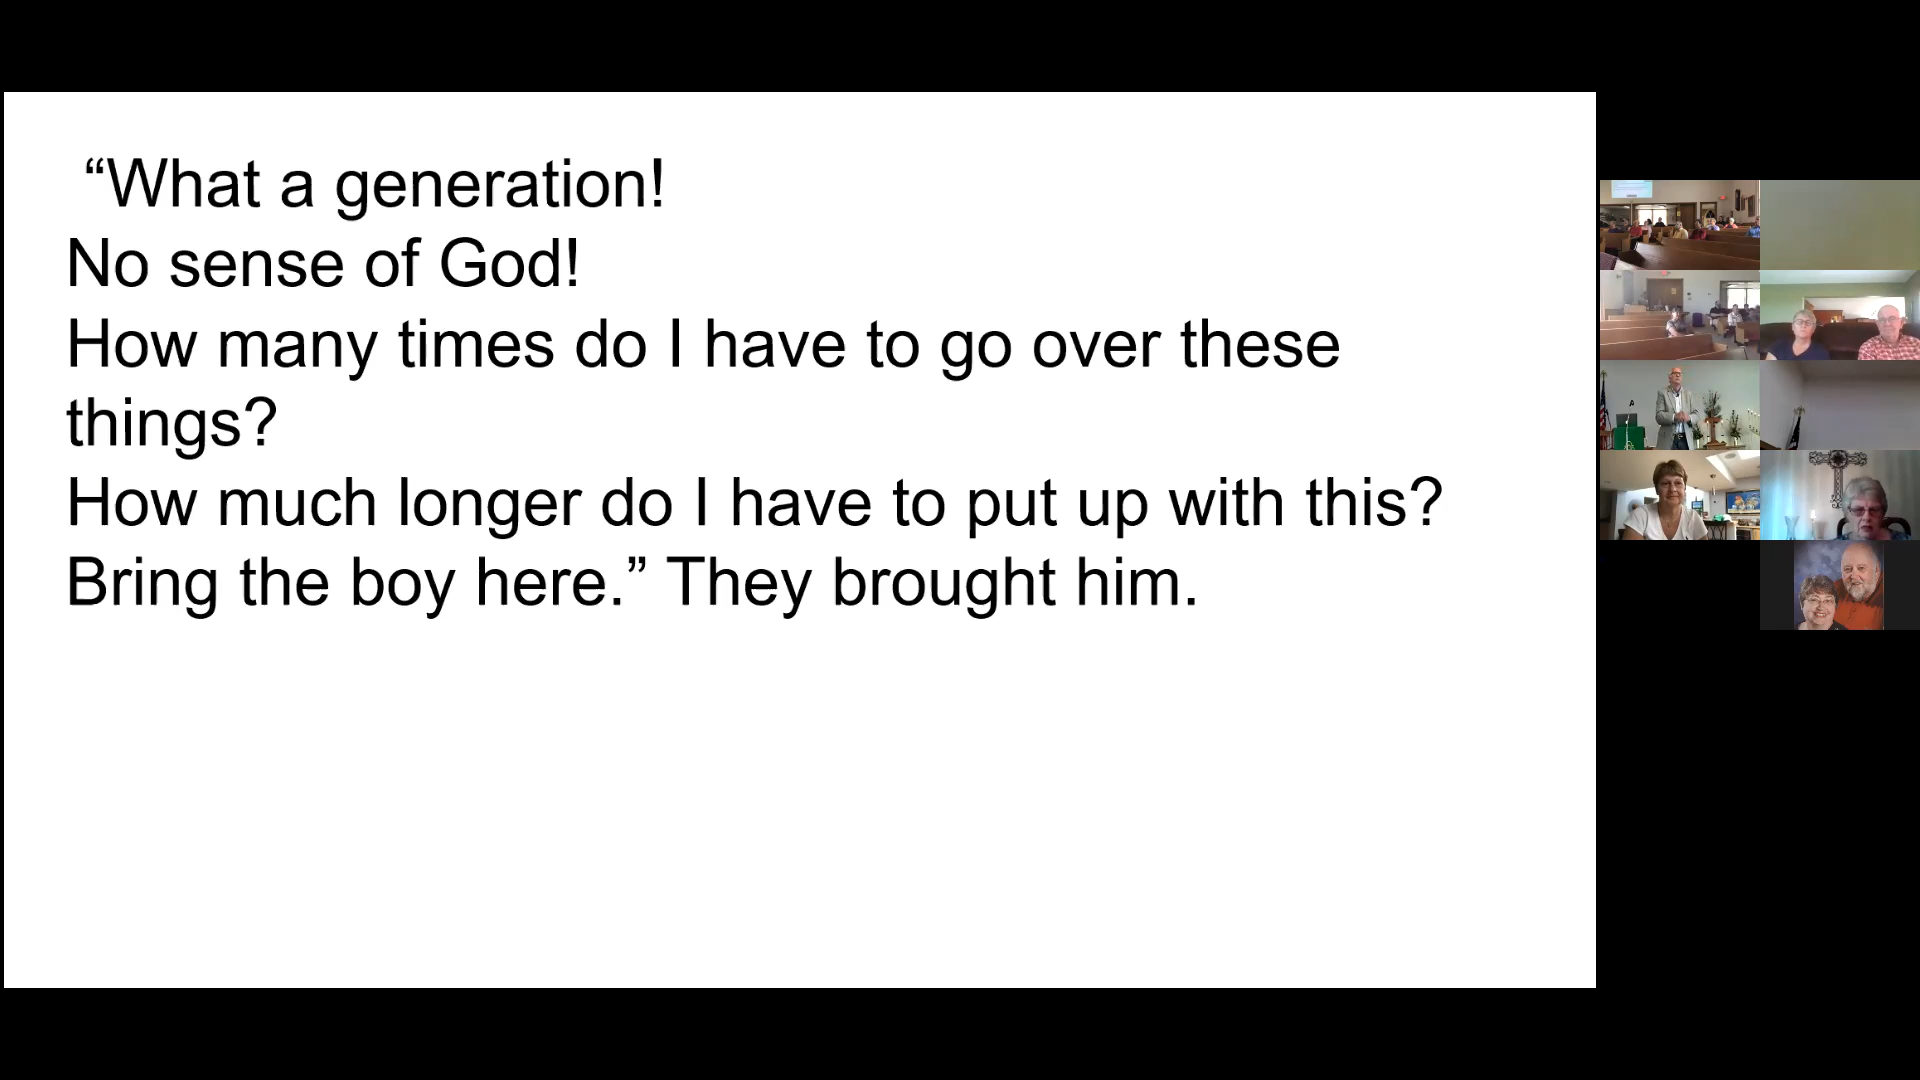 “What a generation!
No sense of God!
How many times do I have to go over these
things?
How much longer do I have to put up with this?
Bring the boy here.” They brought him.